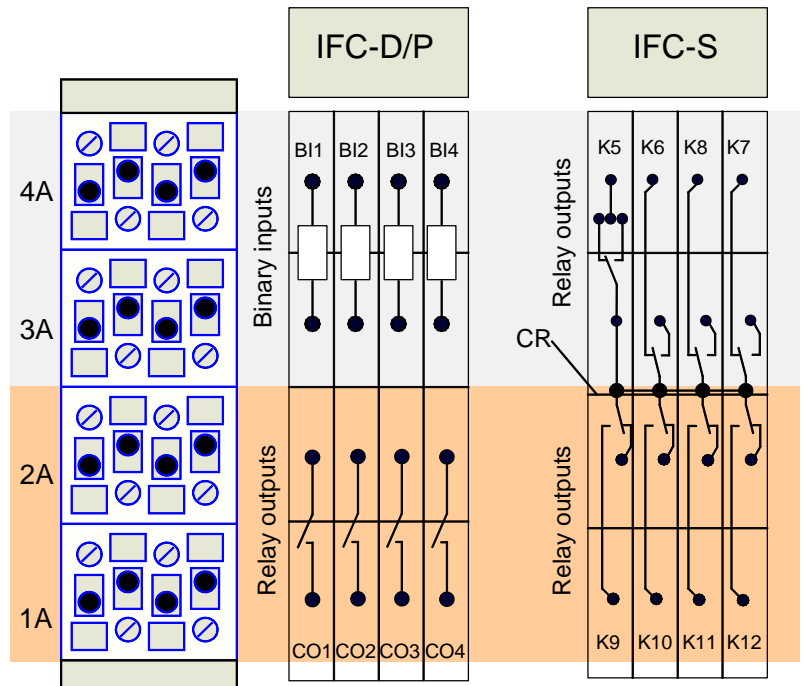 IFC-D/P
IFC-S
BI1 BI2 BI3 BI4
K5 K6 K8 K7
4A
Binary inputs
Relay outputs
3A
CR
2A
Relay outputs
Relay outputs
1A
CO1 CO2 CO3 CO4
K9 K10 K11 K12